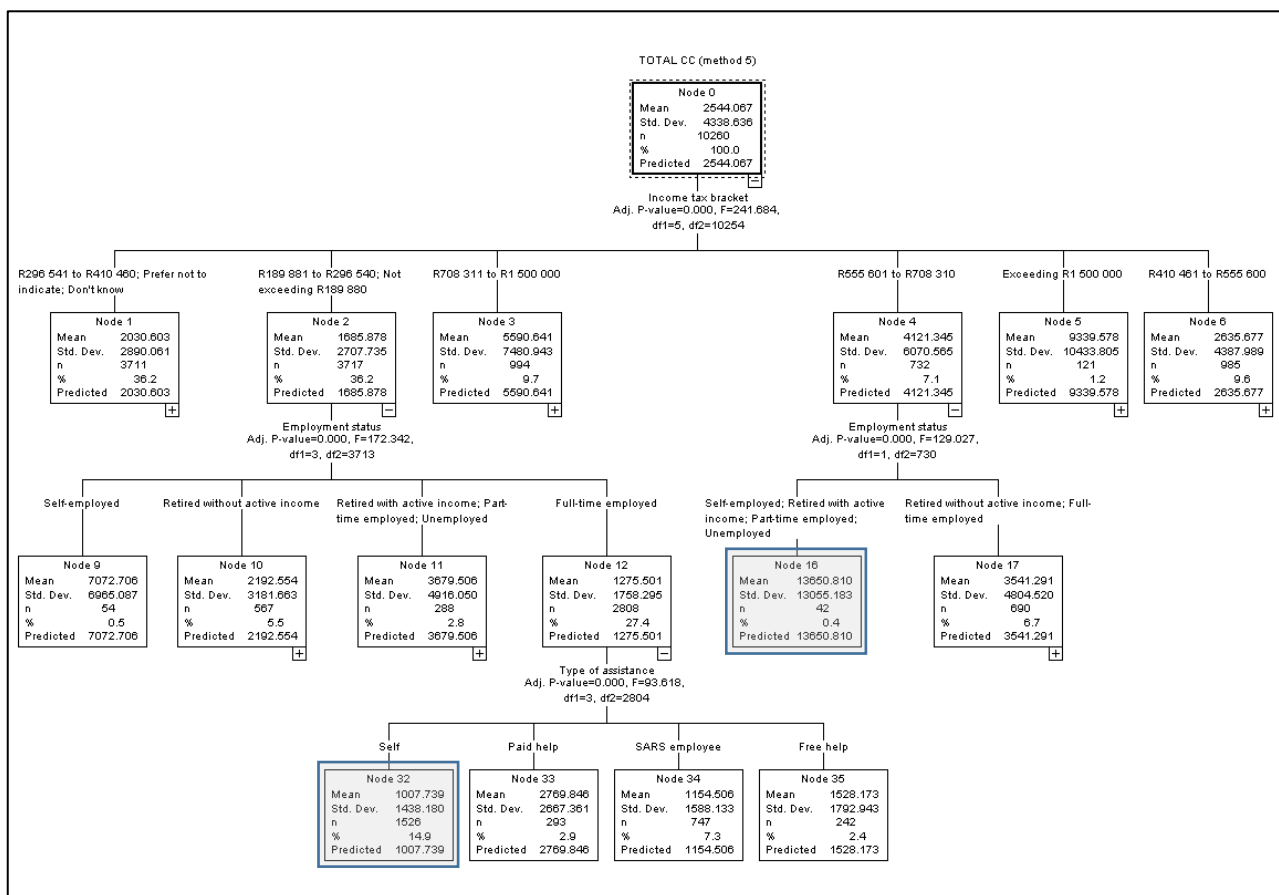 TOTAL CC (method 5)
Node 0
Mean 2544.067
Std. Dev. 4338.636
n 10260
% 100.0
Predicted 2544.067
Income tax bracket
Adj. P-value=0.000, F=241.684,
df1=5, df2=10254
R296 541 to R410 460; Prefer not to
indicate; Don't know
R189 881 to R296 540; Not
exceeding R189 880
R708 311 to R1 500 000
R555 601 to R708 310
Exceeding R1 500 000
R410 461 to R555 600
Node 1
Mean 2030.603
Std. Dev. 2890.061
n 3711
% 36.2
Predicted 2030.603
Node 2
Mean 1685.878
Std. Dev. 2707.735
n 3717
% 36.2
Predicted 1685.878
Node 3
Mean 5590.641
Std. Dev. 7480.943
n 994
% 9.7
Predicted 5590.641
Node 4
Mean 4121.345
Std. Dev. 6070.565
n 732
% 7.1
Predicted 4121.345
Node 5
Mean 9339.578
Std. Dev. 10433.805
n 121
% 1.2
Predicted 9339.578
Node 6
Mean 2635.677
Std. Dev. 4387.989
n 985
% 9.6
Predicted 2635.677
Employment status
Adj. P-value=0.000, F=172.342,
df1=3, df2=3713
Employment status
Adj. P-value=0.000, F=129.027,
df1=1, df2=730
Self-employed
Retired without active income
Retired with active income; Part-
time employed; Unemployed
Full-time employed
Self-employed; Retired with active
income; Part-time employed;
Unemployed
Retired without active income; Full-
time employed
Node 9
Mean 7072.706
Std. Dev. 6965.087
n 54
% 0.5
Predicted 7072.706
Node 10
Mean 2192.554
Std. Dev. 3181.663
n 567
% 5.5
Predicted 2192.554
Node 11
Mean 3679.506
Std. Dev. 4916.050
n 288
% 2.8
Predicted 3679.506
Node 12
Mean 1275.501
Std. Dev. 1758.295
n 2808
% 27.4
Predicted 1275.501
Node 16
Mean 13650.810
Std. Dev. 13055.183
n 42
% 0.4
Predicted 13650.810
Node 17
Mean 3541.291
Std. Dev. 4804.520
n 690
% 6.7
Predicted 3541.291
Type of assistance
Adj. P-value=0.000, F=93.618,
df1=3, df2=2804
Self
Paid help
SARS employee
Free help
Node 32
Mean 1007.739
Std. Dev. 1438.180
n 1526
% 14.9
Predicted 1007.739
Node 33
Mean 2769.846
Std. Dev. 2667.361
n 293
% 2.9
Predicted 2769.846
Node 34
Mean 1154.506
Std. Dev. 1588.133
n 747
% 7.3
Predicted 1154.506
Node 35
Mean 1528.173
Std. Dev. 1792.943
n 242
% 2.4
Predicted 1528.173